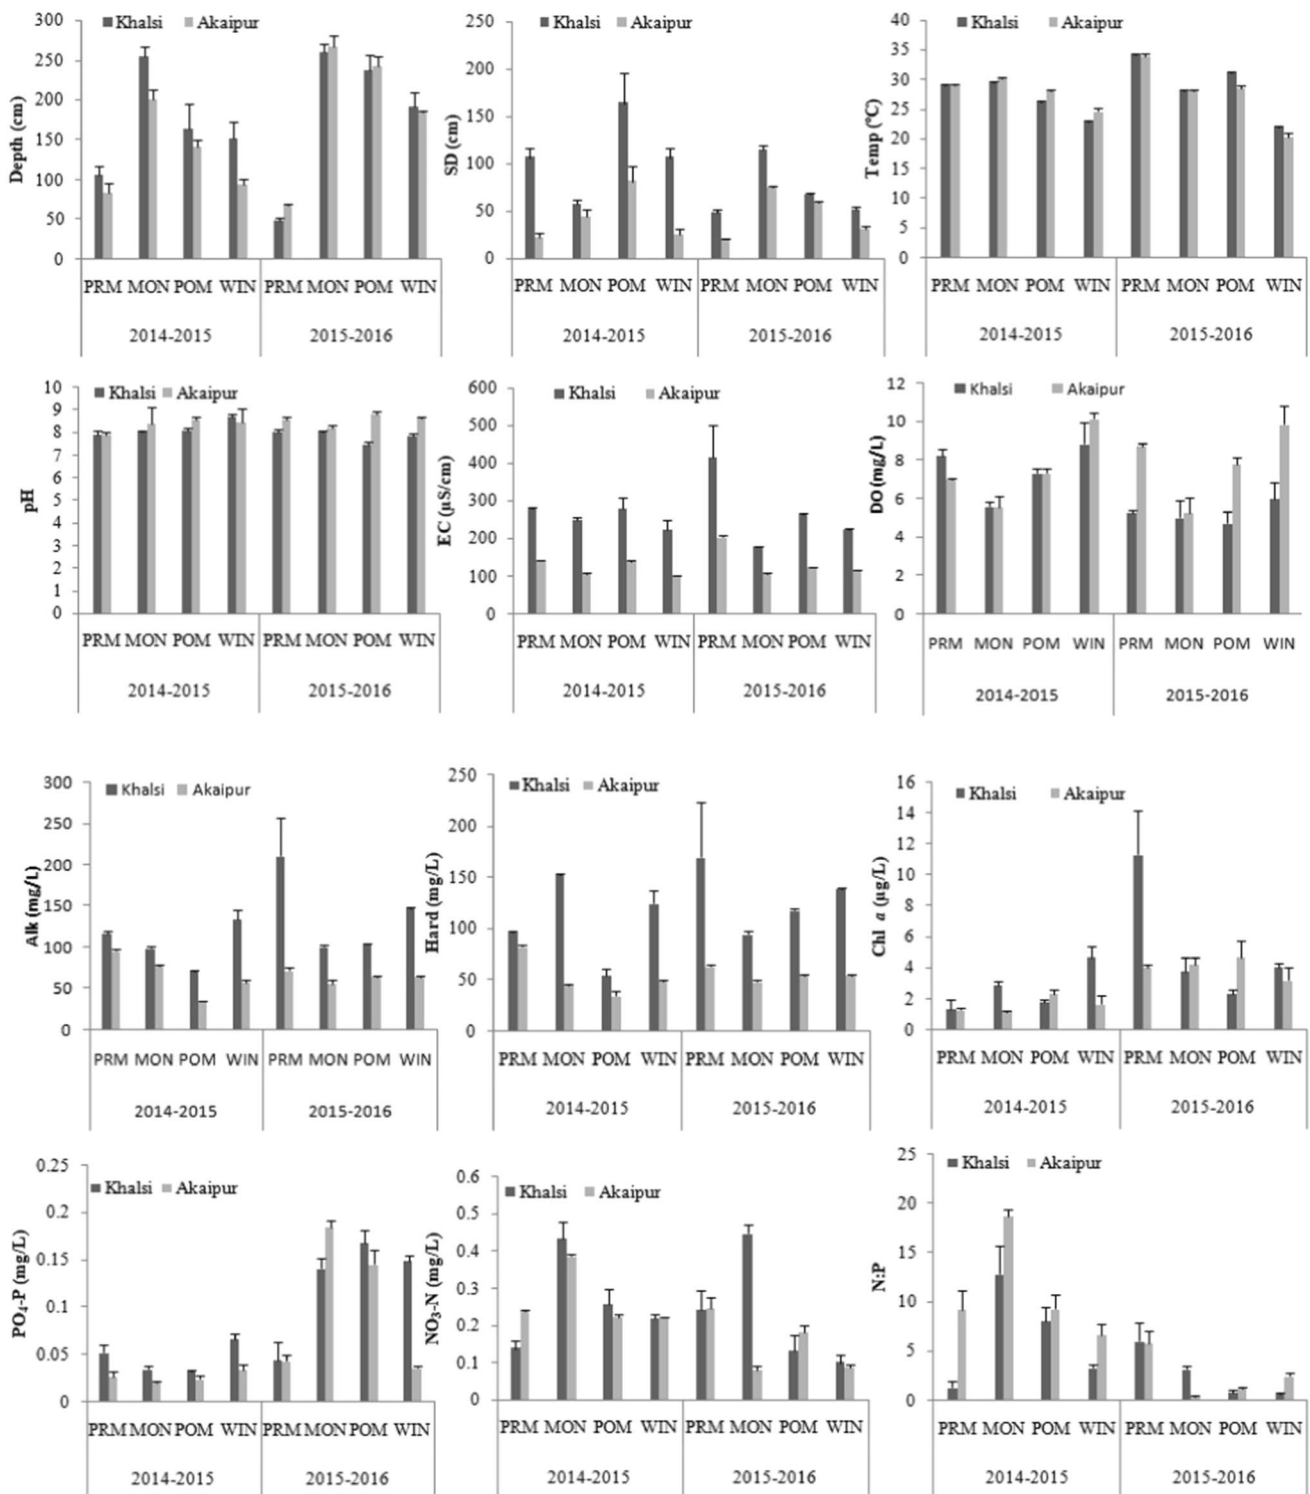 Khalsi Akaipur
Depth (cm)
300
250
200
150
100
50
0
PRM MON POM WIN PRM MON POM WIN
2014-2015 2015-2016
Khalsi Akaipur
SD (cm)
250
200
150
100
50
0
PRM MON POM WIN PRM MON POM WIN
2014-2015 2015-2016
Khalsi Akaipur
Temp (°C)
40
35
30
25
20
15
10
5
0
PRM MON POM WIN PRM MON POM WIN
2014-2015 2015-2016
Khalsi Akaipur
pH
10
9
8
7
6
5
4
3
2
1
0
PRM MON POM WIN PRM MON POM WIN
2014-2015 2015-2016
Khalsi Akaipur
EC (µS/cm)
600
500
400
300
200
100
0
PRM MON POM WIN PRM MON POM WIN
2014-2015 2015-2016
Khalsi Akaipur
DO (mg/L)
12
10
8
6
4
2
0
PRM MON POM WIN PRM MON POM WIN
2014-2015 2015-2016
Khalsi Akaipur
Alk (mg/L)
300
250
200
150
100
50
0
PRM MON POM WIN PRM MON POM WIN
2014-2015 2015-2016
Khalsi Akaipur
Hard (mg/L)
250
200
150
100
50
0
PRM MON POM WIN PRM MON POM WIN
2014-2015 2015-2016
Khalsi Akaipur
Chl a (µg/L)
16
14
12
10
8
6
4
2
0
PRM MON POM WIN PRM MON POM WIN
2014-2015 2015-2016
Khalsi Akaipur
PO₄-P (mg/L)
0.25
0.2
0.15
0.1
0.05
0
PRM MON POM WIN PRM MON POM WIN
2014-2015 2015-2016
Khalsi Akaipur
NO₃-N (mg/L)
0.6
0.5
0.4
0.3
0.2
0.1
0
PRM MON POM WIN PRM MON POM WIN
2014-2015 2015-2016
Khalsi Akaipur
N:P
25
20
15
10
5
0
PRM MON POM WIN PRM MON POM WIN
2014-2015 2015-2016